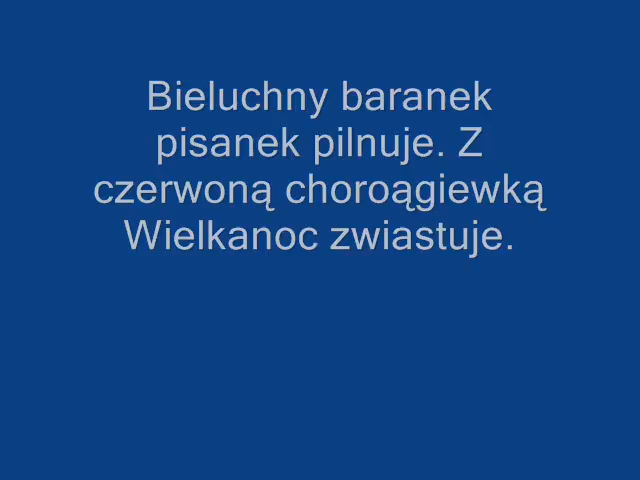 Bieluchny baranek
pisanek pilnuje. Z
czerwoną choroągiewką
Wielkanoc zwiastuje.